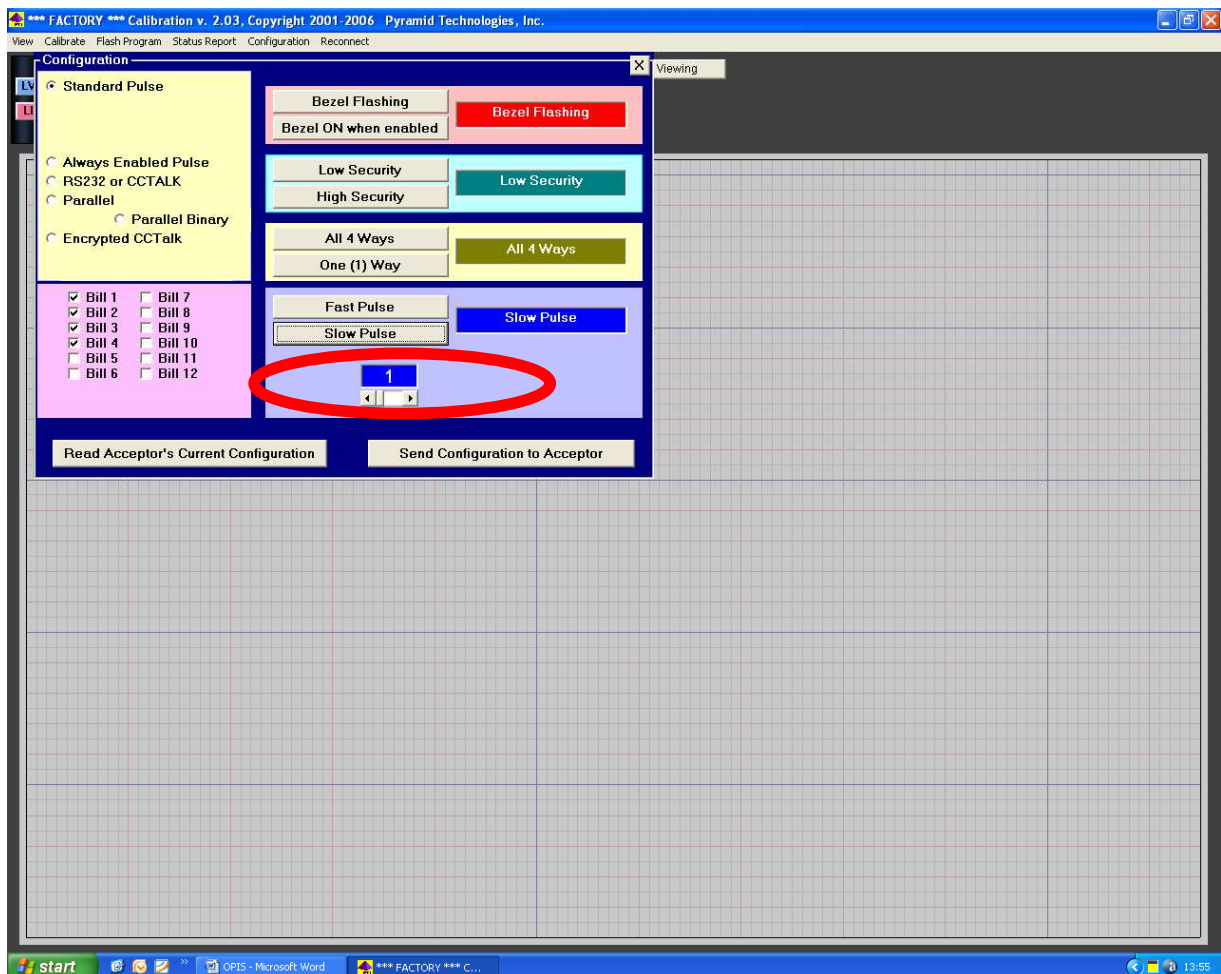 *** FACTORY *** Calibration v. 2.03, Copyright 2001-2006 Pyramid Technologies, Inc.
View Calibrate Flash Program Status Report Configuration Reconnect
Configuration
X
Viewing
Standard Pulse
Always Enabled Pulse
RS232 or CCTALK
Parallel
Parallel Binary
Encrypted CCTalk
Bezel Flashing
Bezel ON when enabled
Bezel Flashing
Low Security
High Security
Low Security
All 4 Ways
One (1) Way
All 4 Ways
Bill 1 Bill 7
Bill 2 Bill 8
Bill 3 Bill 9
Bill 4 Bill 10
Bill 5 Bill 11
Bill 6 Bill 12
Fast Pulse
Slow Pulse
Slow Pulse
1
Read Acceptor's Current Configuration
Send Configuration to Acceptor
start
OPIS - Microsoft Word
*** FACTORY *** C...
13:55